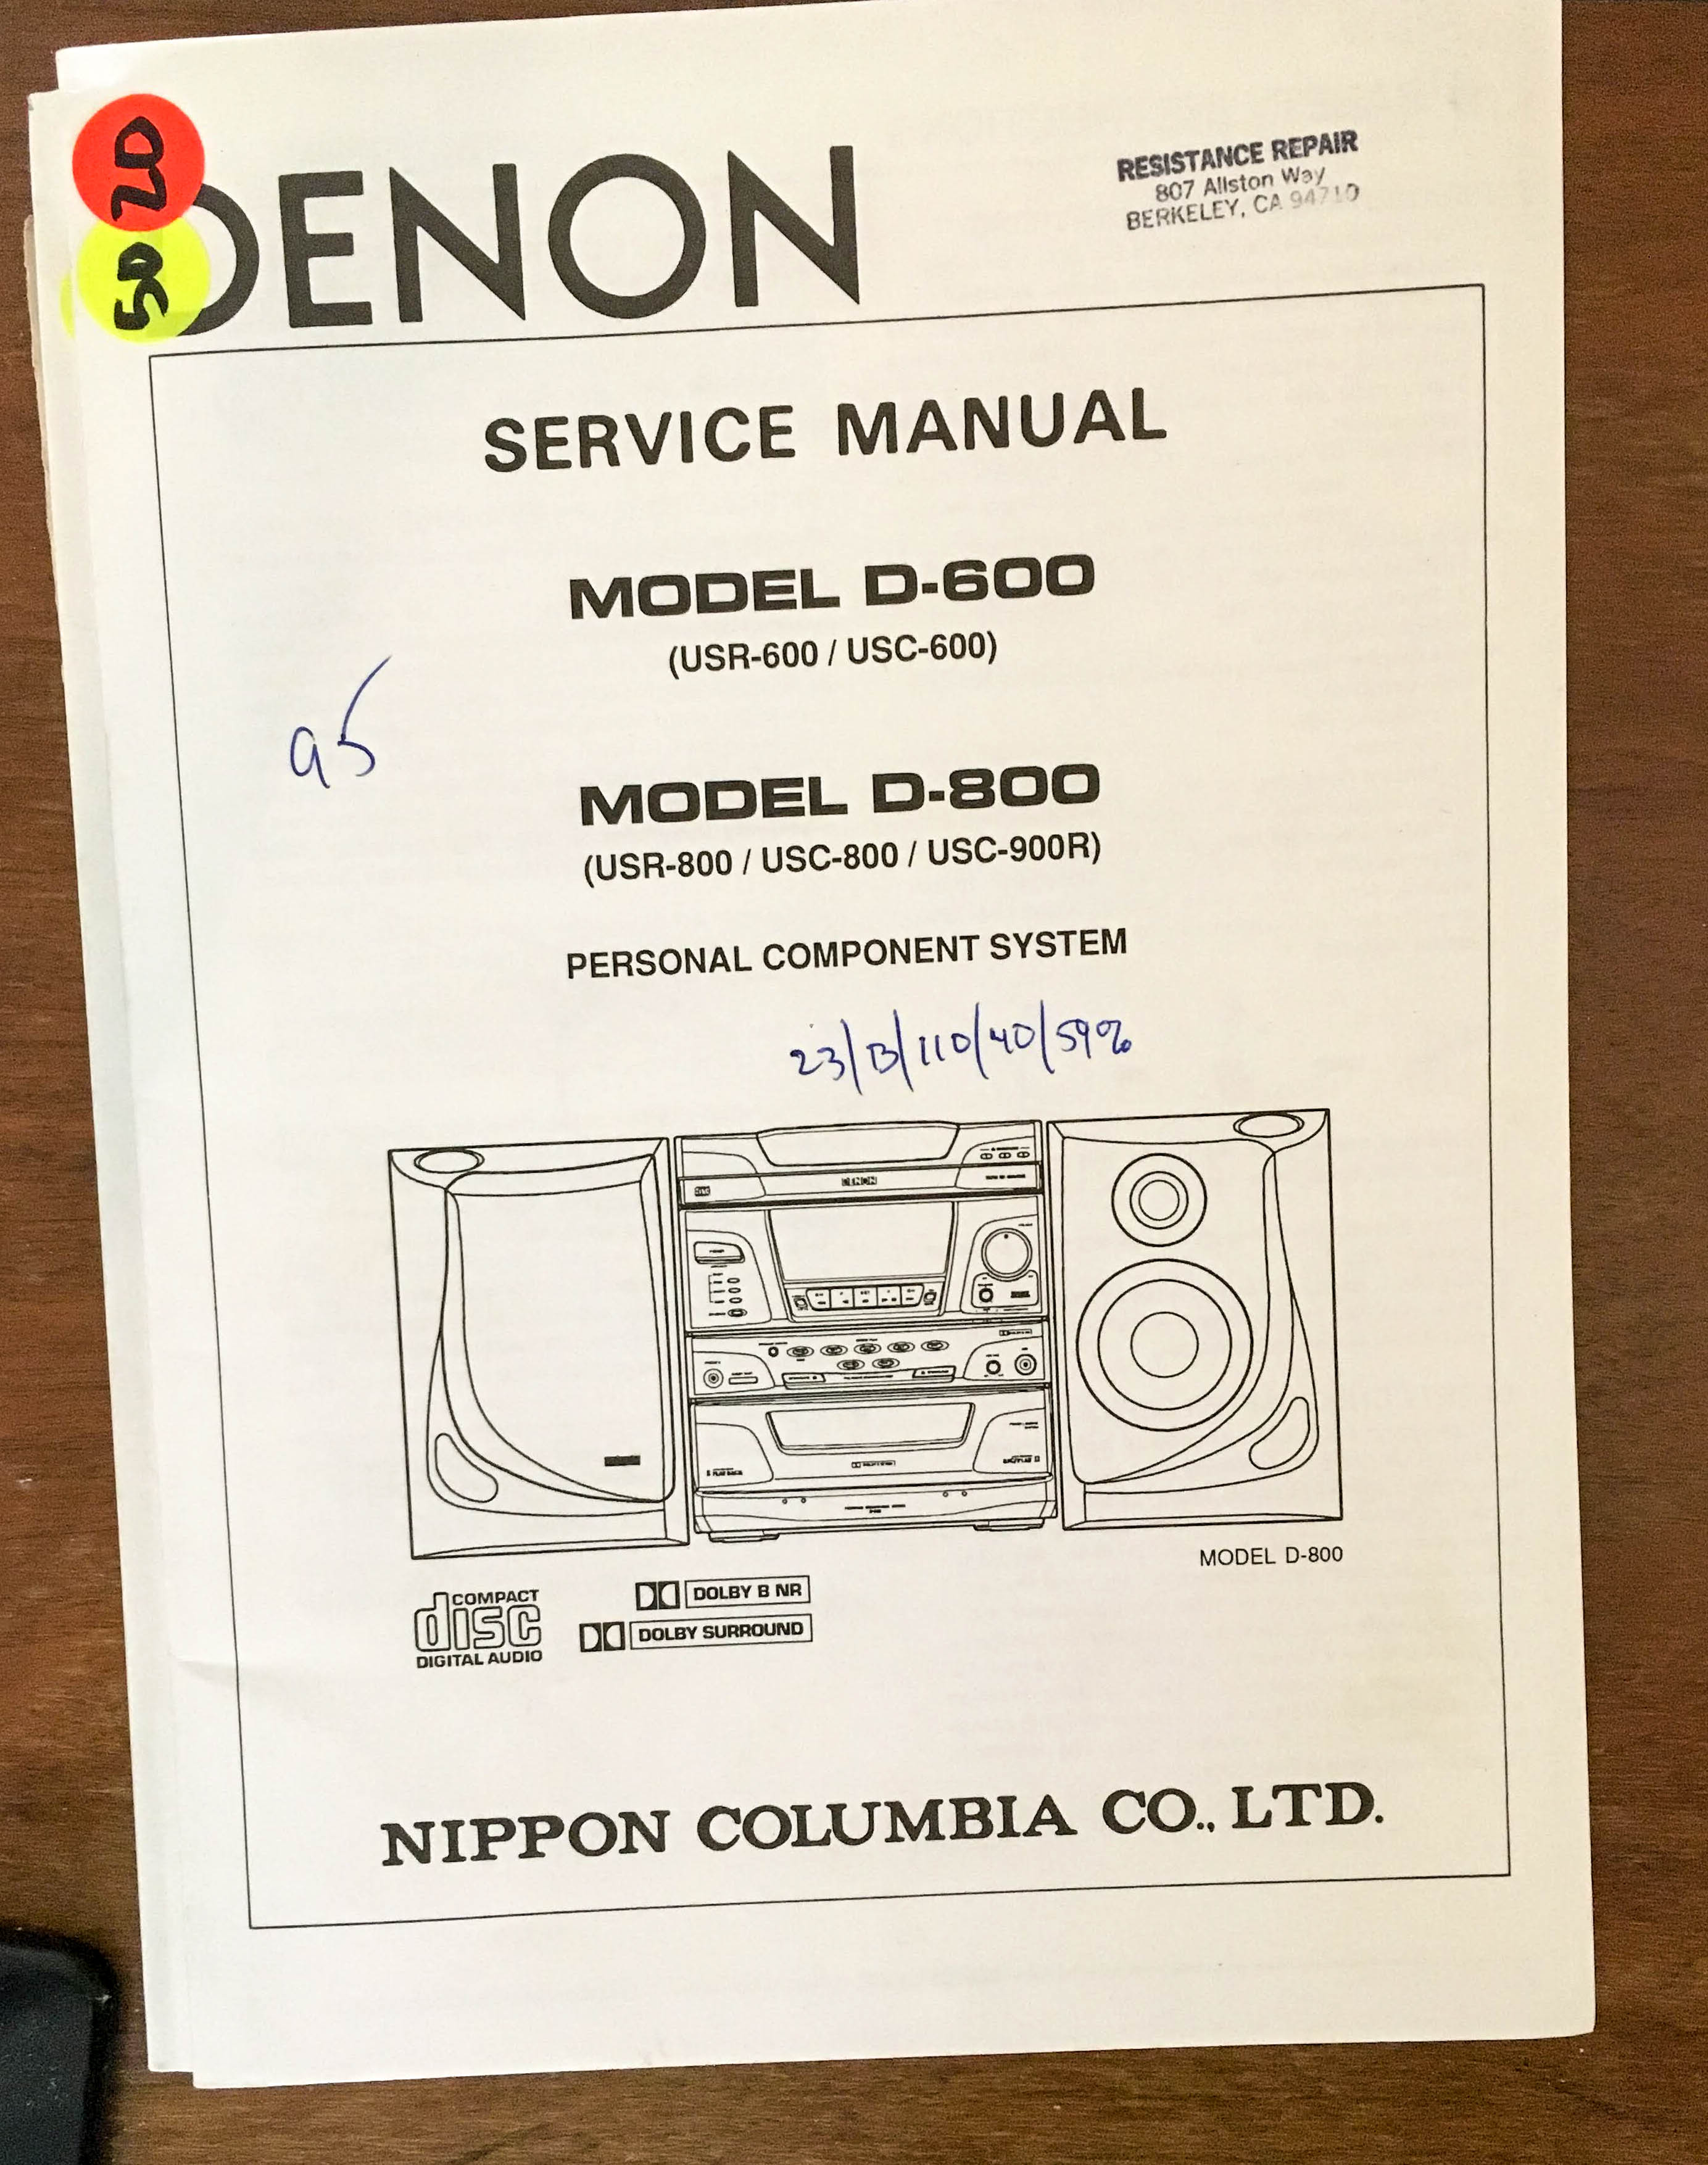 DENON
RESISTANCE REPAIR
807 Allston Way
BERKELEY, CA 94710
50
SERVICE MANUAL
MODEL D-600
(USR-600 / USC-600)
95
MODEL D-800
(USR-800 / USC-800 / USC-900R)
PERSONAL COMPONENT SYSTEM
23/B/110/40/59%
DENON
MODEL D-800
COMPACT
disc
DIGITAL AUDIO
DOLBY B NR
DOLBY SURROUND
NIPPON COLUMBIA CO., LTD.